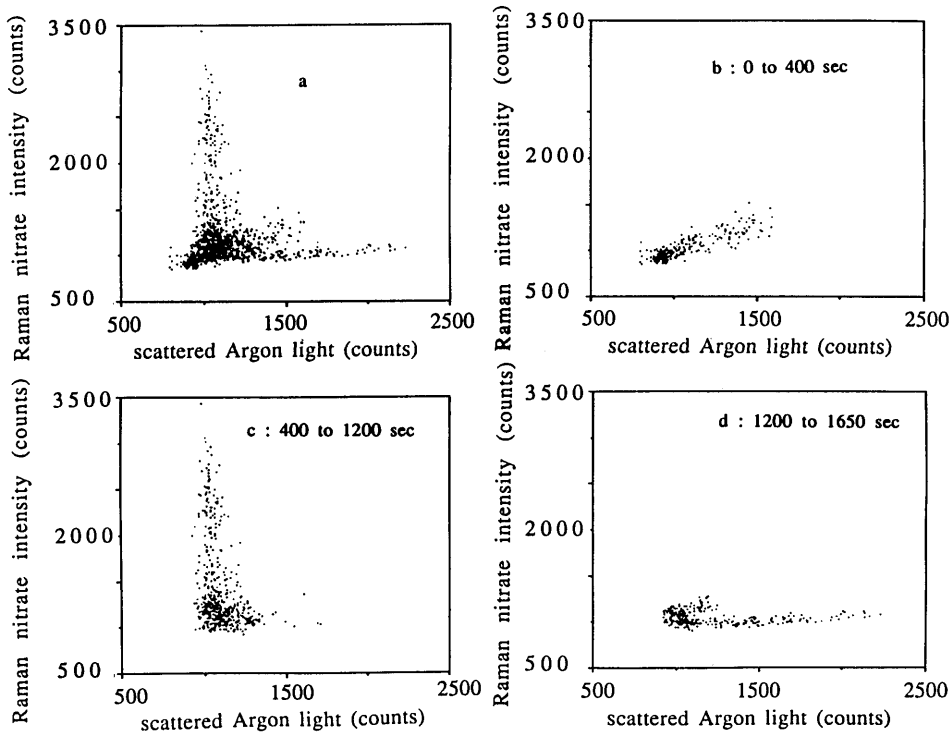 Raman nitrate intensity (counts)
3500
2000
500
a
500 1500 2500
scattered Argon light (counts)
Raman nitrate intensity (counts)
3500
2000
500
b : 0 to 400 sec
500 1500 2500
scattered Argon light (counts)
Raman nitrate intensity (counts)
3500
2000
500
c : 400 to 1200 sec
500 1500 2500
scattered Argon light (counts)
Raman nitrate intensity (counts)
3500
2000
500
d : 1200 to 1650 sec
500 1500 2500
scattered Argon light (counts)